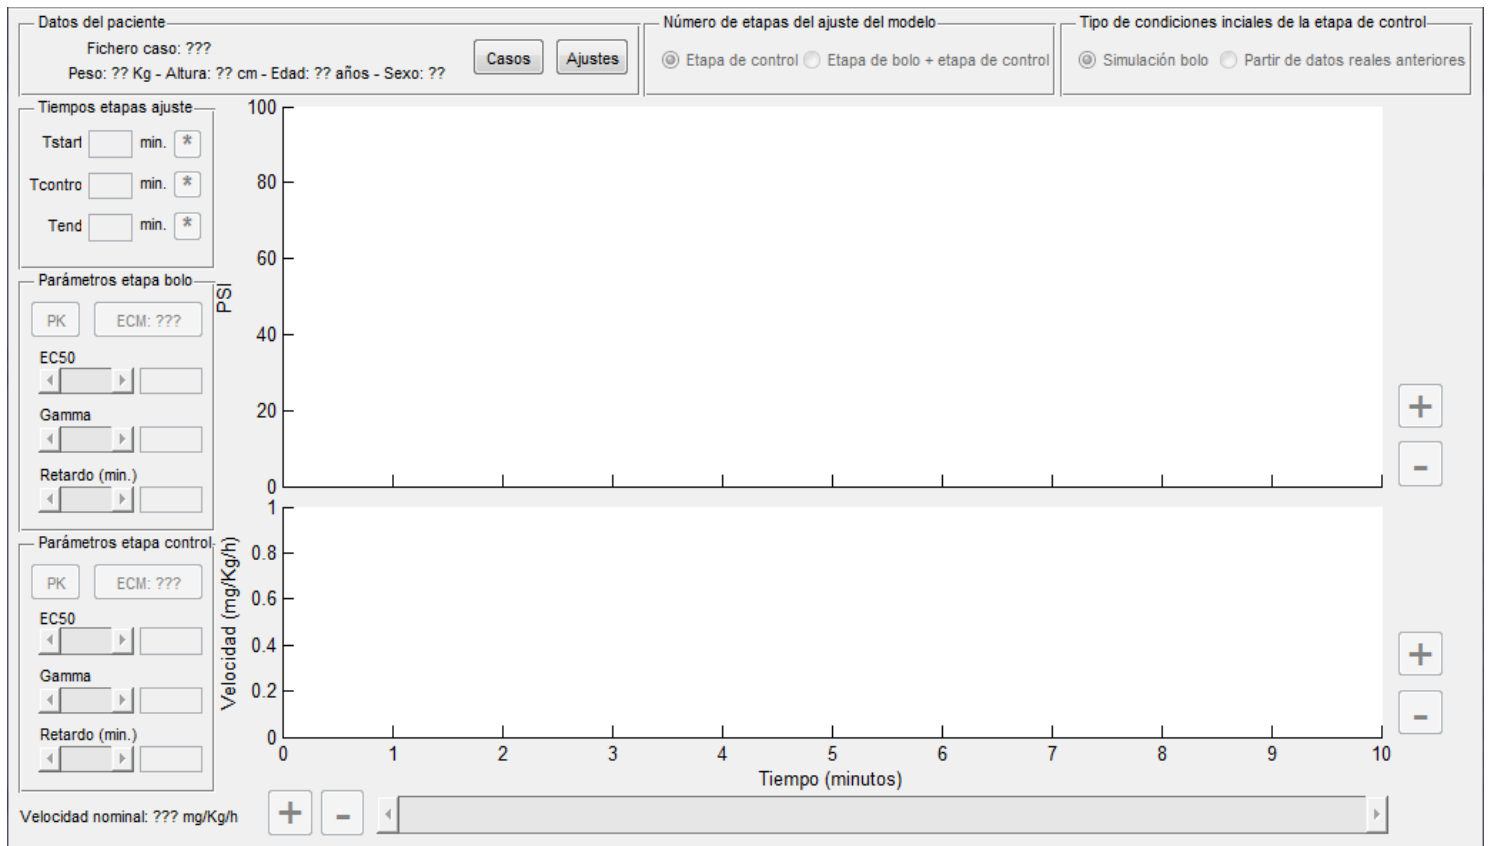 Datos del paciente
Fichero caso: ???
Peso: ?? Kg - Altura: ?? cm - Edad: ?? años - Sexo: ??
Casos
Ajustes
Número de etapas del ajuste del modelo
Etapa de control
Etapa de bolo + etapa de control
Tipo de condiciones inciales de la etapa de control
Simulación bolo
Partir de datos reales anteriores
Tiempos etapas ajuste
Tstart
min.
*
Tcontro
min.
*
Tend
min.
*
Parámetros etapa bolo
PK
ECM: ???
EC50
Gamma
Retardo (min.)
Parámetros etapa control
PK
ECM: ???
EC50
Gamma
Retardo (min.)
Velocidad nominal: ??? mg/Kg/h
100
80
60
40
20
0
PSI
+
-
1
0.8
0.6
0.4
0.2
0
Velocidad (mg/Kg/h)
+
-
0 1 2 3 4 5 6 7 8 9 10
Tiempo (minutos)
+
-